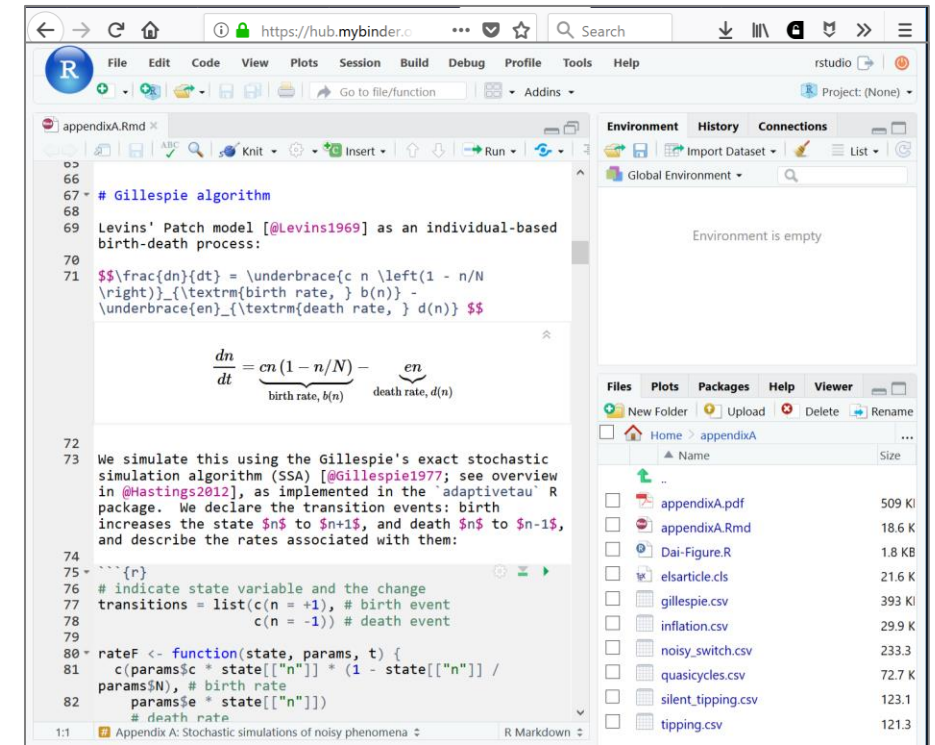 https://hub.mybinder.o
Search
R
File Edit Code View Plots Session Build Debug Profile Tools Help
rstudio
Go to file/function
Addins
R Project: (None)
appendixA.Rmd
ABC
Knit
Insert
Run
65
66
67 # Gillespie algorithm
68
69 Levins' Patch model [@Levins1969] as an individual-based
birth-death process:
70
71 $$\frac{dn}{dt} = \underbrace{c n \left(1 - n/N
\right)}_{\textrm{birth rate, } b(n)} -
\underbrace{en}_{\textrm{death rate, } d(n)} $$
dn/dt = cn (1 − n/N) − en
birth rate, b(n) death rate, d(n)
72
73 We simulate this using the Gillespie's exact stochastic
simulation algorithm (SSA) [@Gillespie1977; see overview
in @Hastings2012], as implemented in the `adaptivetau` R
package.  We declare the transition events: birth
increases the state $n$ to $n+1$, and death $n$ to $n-1$,
and describe the rates associated with them:
74
75 ```{r}
76 # indicate state variable and the change
77 transitions = list(c(n = +1), # birth event
78 c(n = -1)) # death event
79
80 rateF <- function(state, params, t) {
81 c(params$c * state[["n"]] * (1 - state[["n"]] /
params$N), # birth rate
82 params$e * state[["n"]])
# death rate
1:1 # Appendix A: Stochastic simulations of noisy phenomena R Markdown
Environment History Connections
Import Dataset
List
Global Environment
Environment is empty
Files Plots Packages Help Viewer
New Folder Upload Delete Rename
Home > appendixA ...
Name Size
..
appendixA.pdf 509 K
appendixA.Rmd 18.6 K
Dai-Figure.R 1.8 KB
elsarticle.cls 21.6 K
gillespie.csv 393 K
inflation.csv 29.9 K
noisy_switch.csv 233.3
quasicycles.csv 72.7 K
silent_tipping.csv 123.1
tipping.csv 121.3